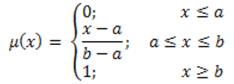 μ(x) = { 0; x ≤ a
(x − a)/(b − a); a ≤ x ≤ b
1; x ≥ b